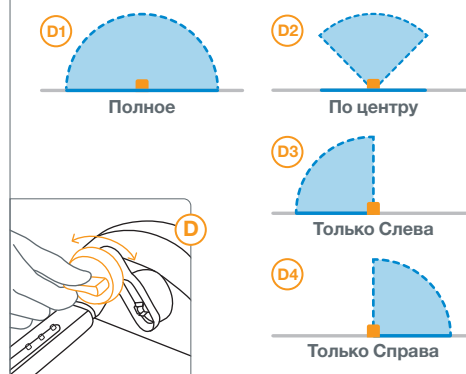 D1
Полное
D2
По центру
D3
Только Слева
D
D4
Только Справа